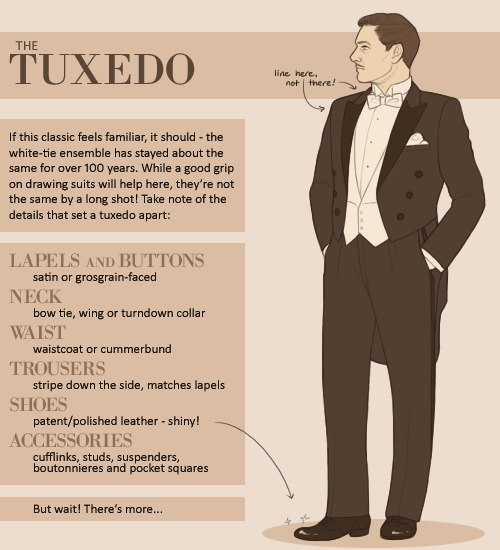 THE
TUXEDO
line here,
not there!
If this classic feels familiar, it should - the
white-tie ensemble has stayed about the
same for over 100 years. While a good grip
on drawing suits will help here, they're not
the same by a long shot! Take note of the
details that set a tuxedo apart:
LAPELS AND BUTTONS
satin or grosgrain-faced
NECK
bow tie, wing or turndown collar
WAIST
waistcoat or cummerbund
TROUSERS
stripe down the side, matches lapels
SHOES
patent/polished leather - shiny!
ACCESSORIES
cufflinks, studs, suspenders,
boutonnieres and pocket squares
But wait! There's more...